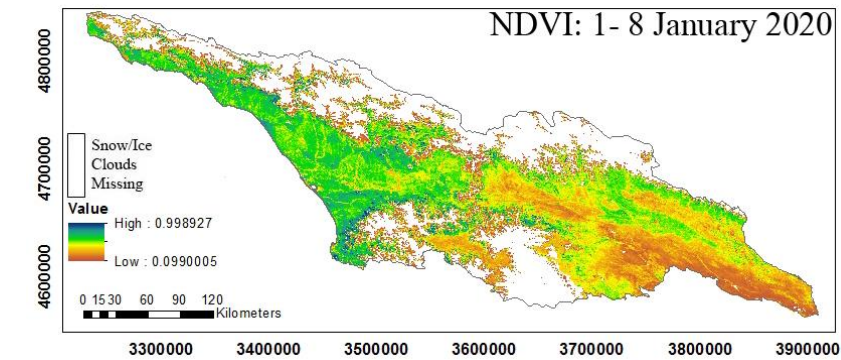 NDVI: 1- 8 January 2020
4800000
4700000
4600000
Snow/Ice
Clouds
Missing
Value
High : 0.998927
Low : 0.0990005
0 15 30 60 90 120
Kilometers
3300000 3400000 3500000 3600000 3700000 3800000 3900000